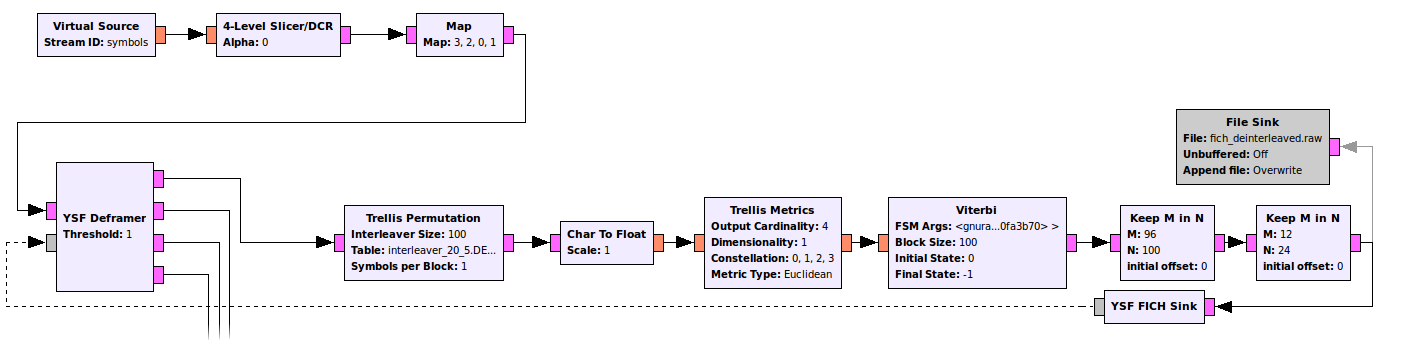 Virtual Source
Stream ID: symbols
4-Level Slicer/DCR
Alpha: 0
Map
Map: 3, 2, 0, 1
File Sink
File: fich_deinterleaved.raw
Unbuffered: Off
Append file: Overwrite
YSF Deframer
Threshold: 1
Trellis Permutation
Interleaver Size: 100
Table: interleaver_20_5.DE...
Symbols per Block: 1
Char To Float
Scale: 1
Trellis Metrics
Output Cardinality: 4
Dimensionality: 1
Constellation: 0, 1, 2, 3
Metric Type: Euclidean
Viterbi
FSM Args: <gnura...0fa3b70> >
Block Size: 100
Initial State: 0
Final State: -1
Keep M in N
M: 96
N: 100
initial offset: 0
Keep M in N
M: 12
N: 24
initial offset: 0
YSF FICH Sink